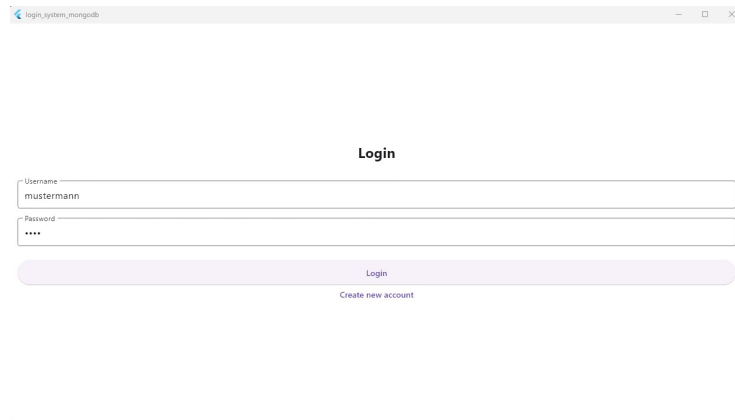 login_system_mongodb
Login
Username
mustermann
Password
••••
Login
Create new account